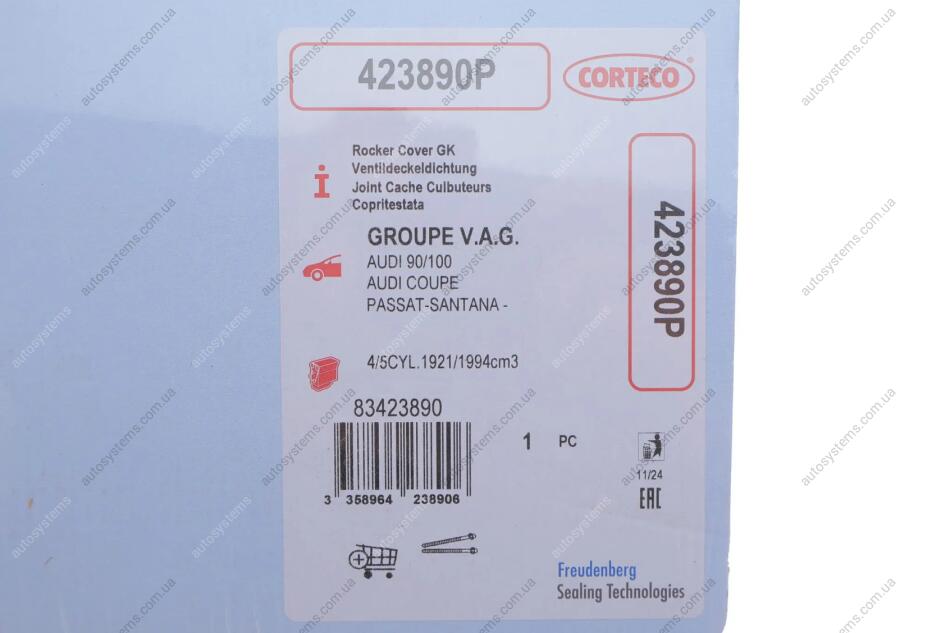 423890P
CORTECO
Rocker Cover GK
Ventildeckeldichtung
Joint Cache Culbuteurs
Copritestata
GROUPE V.A.G.
AUDI 90/100
AUDI COUPE
PASSAT-SANTANA -
423890P
4/5CYL.1921/1994cm3
83423890
1 PC
3 358964 238906
11/24
EAC
Freudenberg
Sealing Technologies
autosystems.com.ua